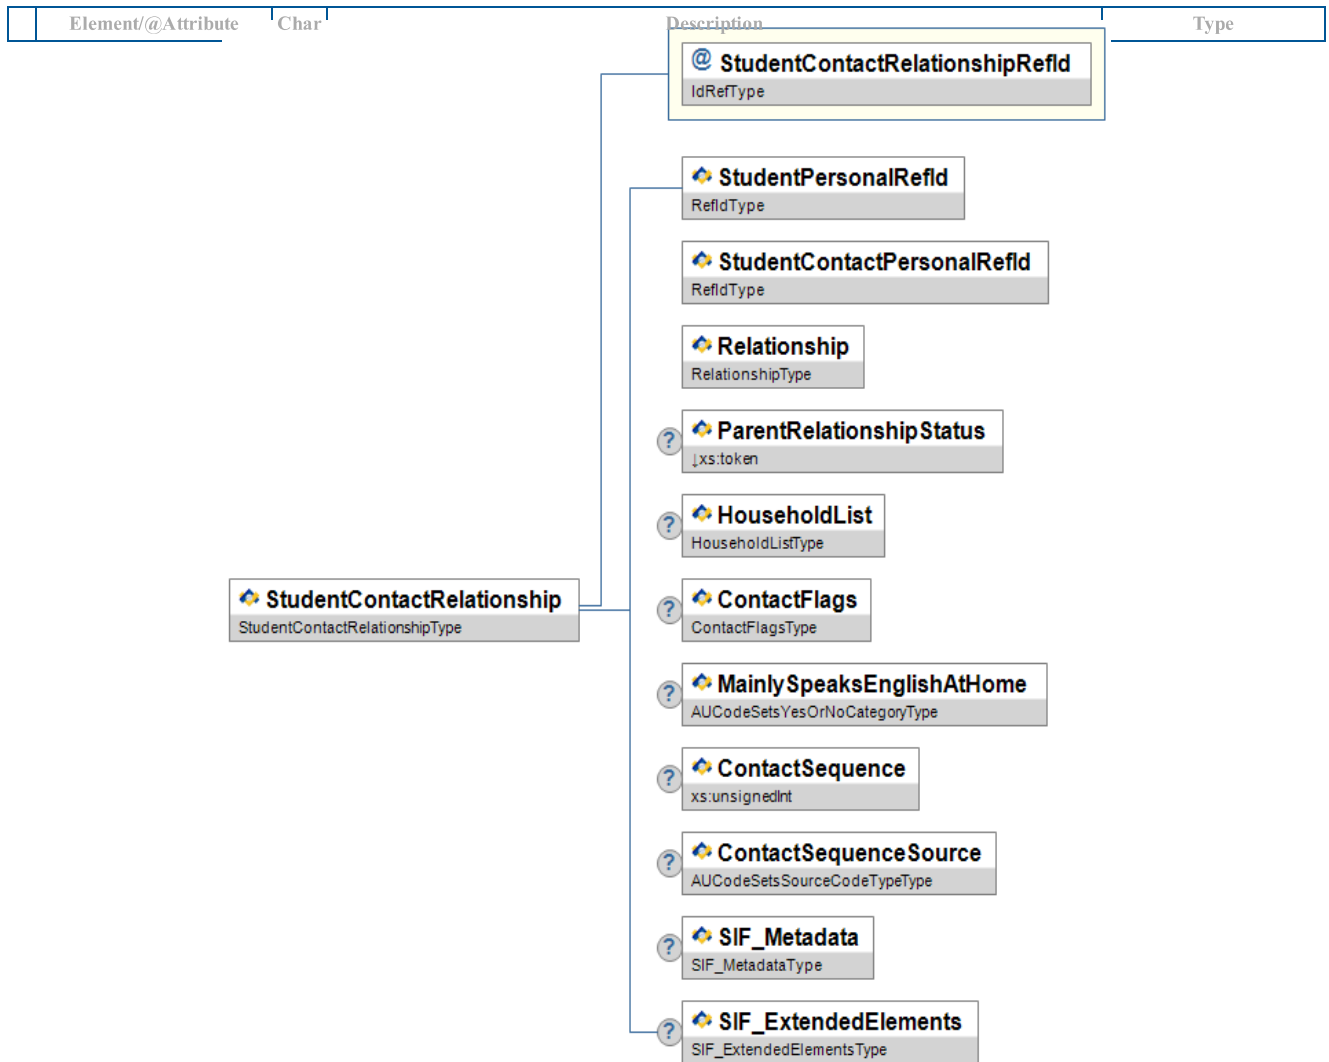 Element/@Attribute Char Description Type
@ StudentContactRelationshipRefId
IdRefType
StudentPersonalRefId
RefIdType
StudentContactPersonalRefId
RefIdType
Relationship
RelationshipType
? ParentRelationshipStatus
↓xs:token
? HouseholdList
HouseholdListType
StudentContactRelationship
StudentContactRelationshipType
? ContactFlags
ContactFlagsType
? MainlySpeaksEnglishAtHome
AUCodeSetsYesOrNoCategoryType
? ContactSequence
xs:unsignedInt
? ContactSequenceSource
AUCodeSetsSourceCodeTypeType
? SIF_Metadata
SIF_MetadataType
? SIF_ExtendedElements
SIF_ExtendedElementsType